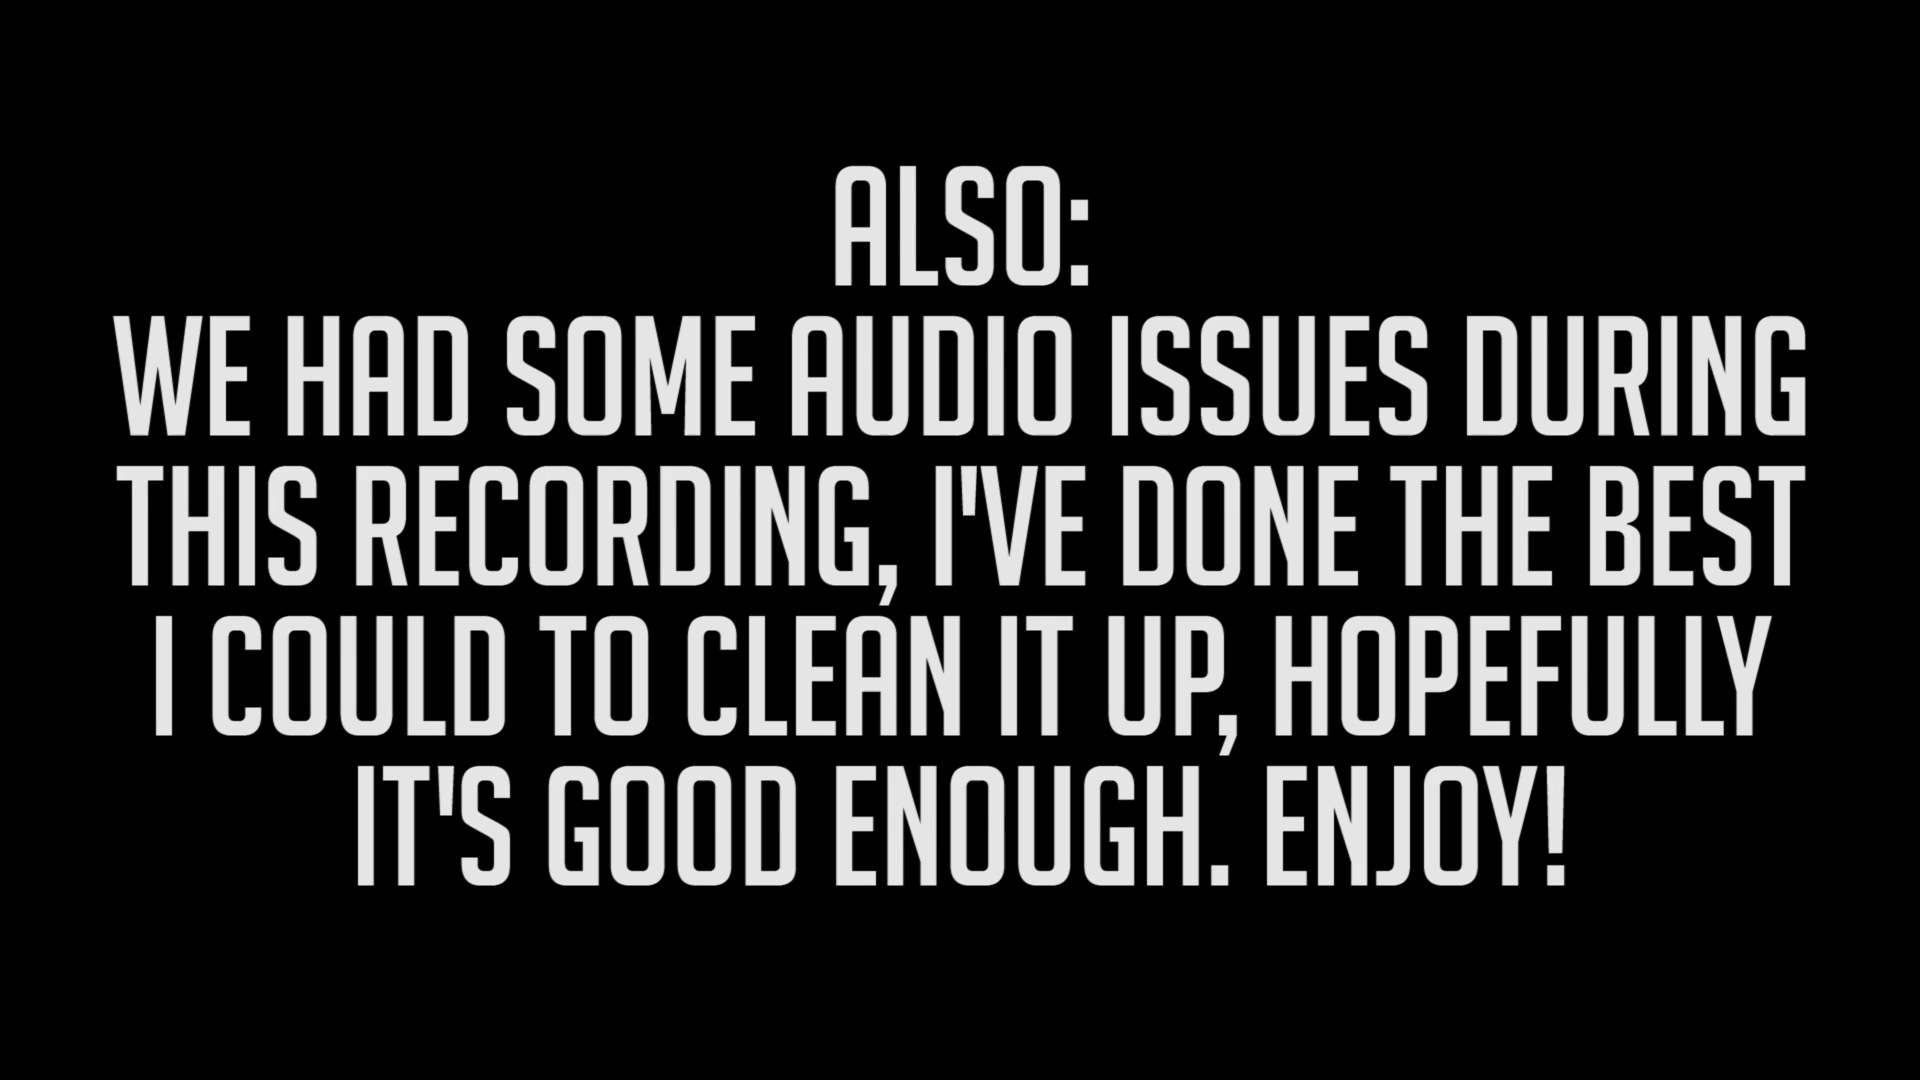 ALSO:
WE HAD SOME AUDIO ISSUES DURING
THIS RECORDING, I'VE DONE THE BEST
I COULD TO CLEAN IT UP, HOPEFULLY
IT'S GOOD ENOUGH. ENJOY!